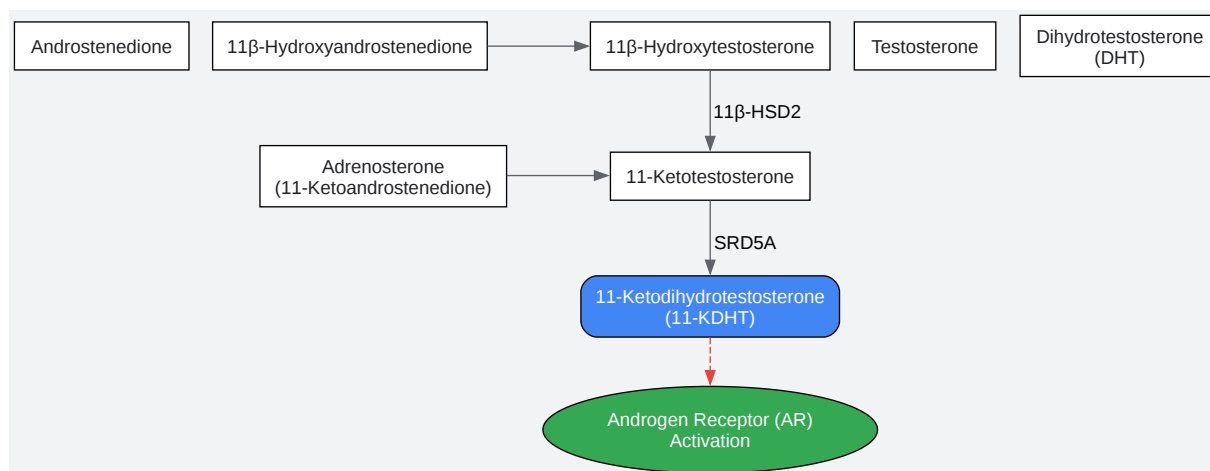 Androstenedione
11β-Hydroxyandrostenedione
11β-Hydroxytestosterone
Testosterone
Dihydrotestosterone
(DHT)
11β-HSD2
Adrenosterone
(11-Ketoandrostenedione)
11-Ketotestosterone
SRD5A
11-Ketodihydrotestosterone
(11-KDHT)
Androgen Receptor (AR)
Activation